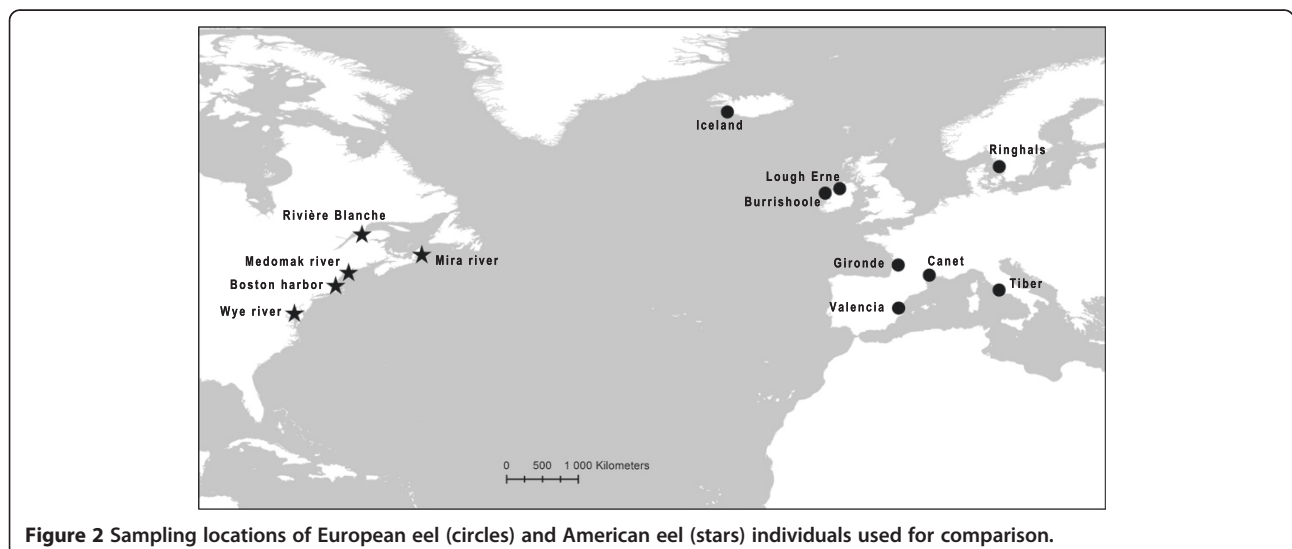 Iceland
Ringhals
Lough Erne
Burrishoole
Rivière Blanche
Medomak river
Mira river
Boston harbor
Wye river
Gironde
Canet
Tiber
Valencia
0 500 1 000 Kilometers
Figure 2 Sampling locations of European eel (circles) and American eel (stars) individuals used for comparison.